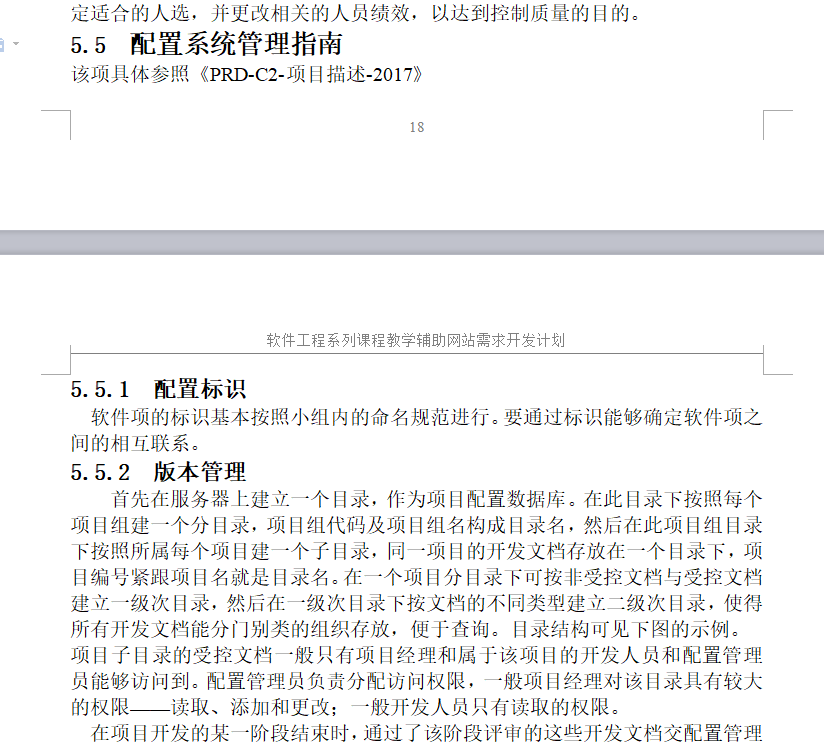 定适合的人选，并更改相关的人员绩效，以达到控制质量的目的。
5.5 配置系统管理指南
该项具体参照《PRD-C2-项目描述-2017》
18
软件工程系列课程教学辅助网站需求开发计划
5.5.1 配置标识
软件项的标识基本按照小组内的命名规范进行。要通过标识能够确定软件项之
间的相互联系。
5.5.2 版本管理
首先在服务器上建立一个目录，作为项目配置数据库。在此目录下按照每个
项目组建一个分目录，项目组代码及项目组名构成目录名，然后在此项目组目录
下按照所属每个项目建一个子目录，同一项目的开发文档存放在一个目录下，项
目编号紧跟项目名就是目录名。在一个项目分目录下可按非受控文档与受控文档
建立一级次目录，然后在一级次目录下按文档的不同类型建立二级次目录，使得
所有开发文档能分门别类的组织存放，便于查询。目录结构可见下图的示例。
项目子目录的受控文档一般只有项目经理和属于该项目的开发人员和配置管理
员能够访问到。配置管理员负责分配访问权限，一般项目经理对该目录具有较大
的权限——读取、添加和更改；一般开发人员只有读取的权限。
在项目开发的某一阶段结束时，通过了该阶段评审的这些开发文档交配置管理